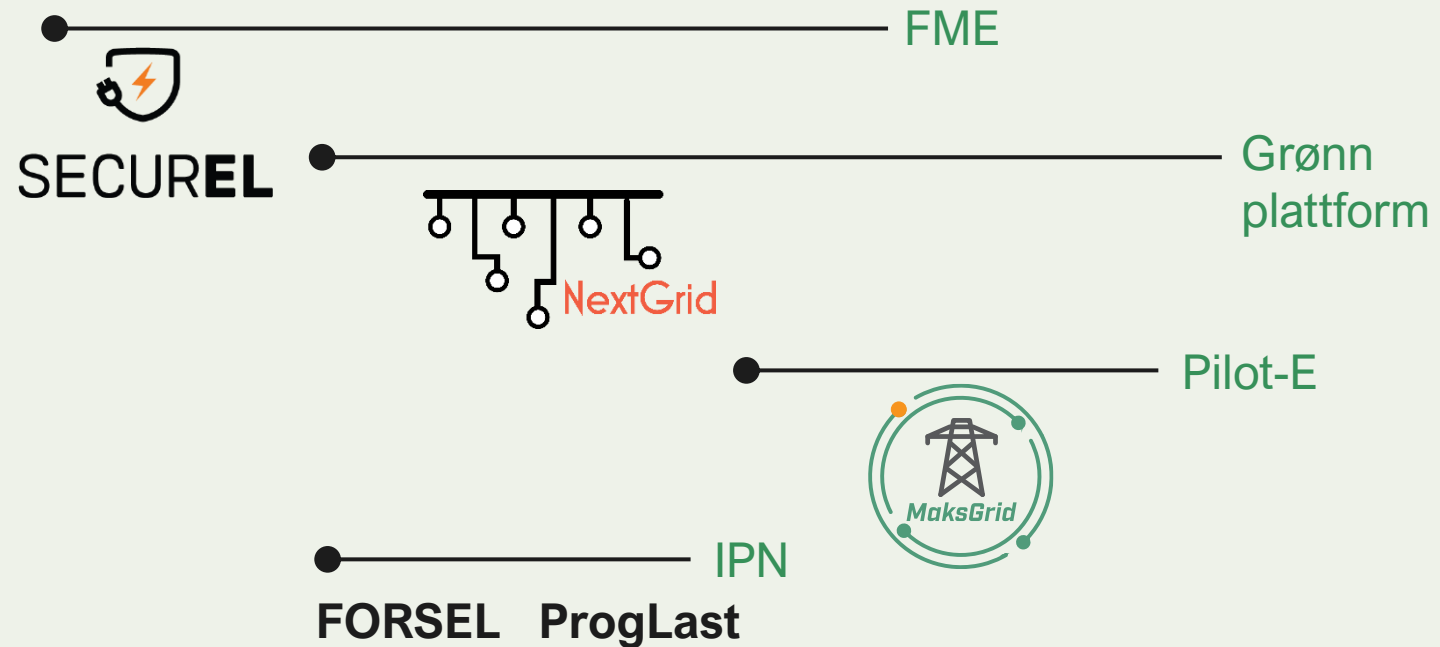 FME
SECUREL
Grønn
plattform
NextGrid
Pilot-E
MaksGrid
IPN
FORSEL ProgLast